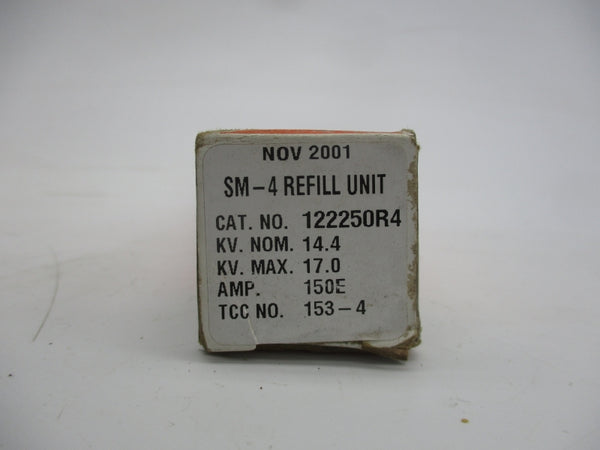 NOV 2001
SM-4 REFILL UNIT
CAT. NO. 122250R4
KV. NOM. 14.4
KV. MAX. 17.0
AMP. 150E
TCC NO. 153-4